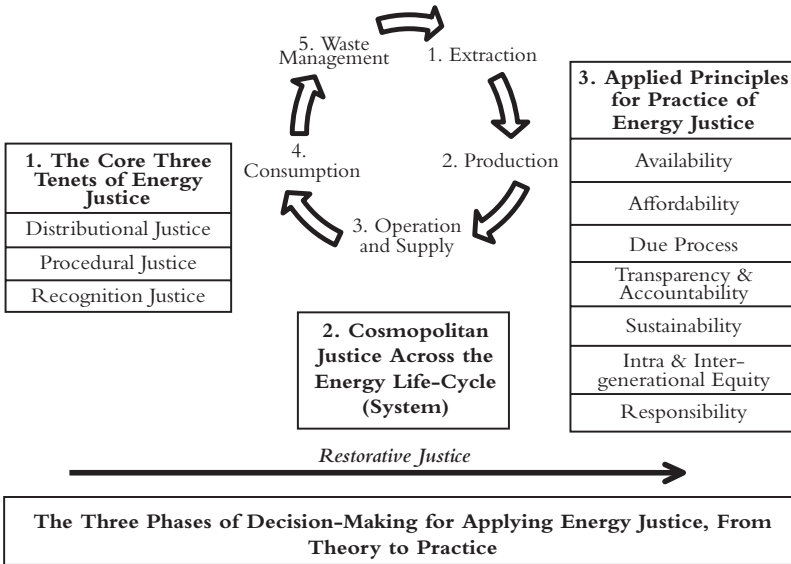 5. Waste
Management
1. Extraction
2. Production
3. Operation
and Supply
4.
Consumption
1. The Core Three
Tenets of Energy
Justice
Distributional Justice
Procedural Justice
Recognition Justice
2. Cosmopolitan
Justice Across the
Energy Life-Cycle
(System)
3. Applied Principles
for Practice of
Energy Justice
Availability
Affordability
Due Process
Transparency &
Accountability
Sustainability
Intra & Inter-
generational Equity
Responsibility
Restorative Justice
The Three Phases of Decision-Making for Applying Energy Justice, From
Theory to Practice